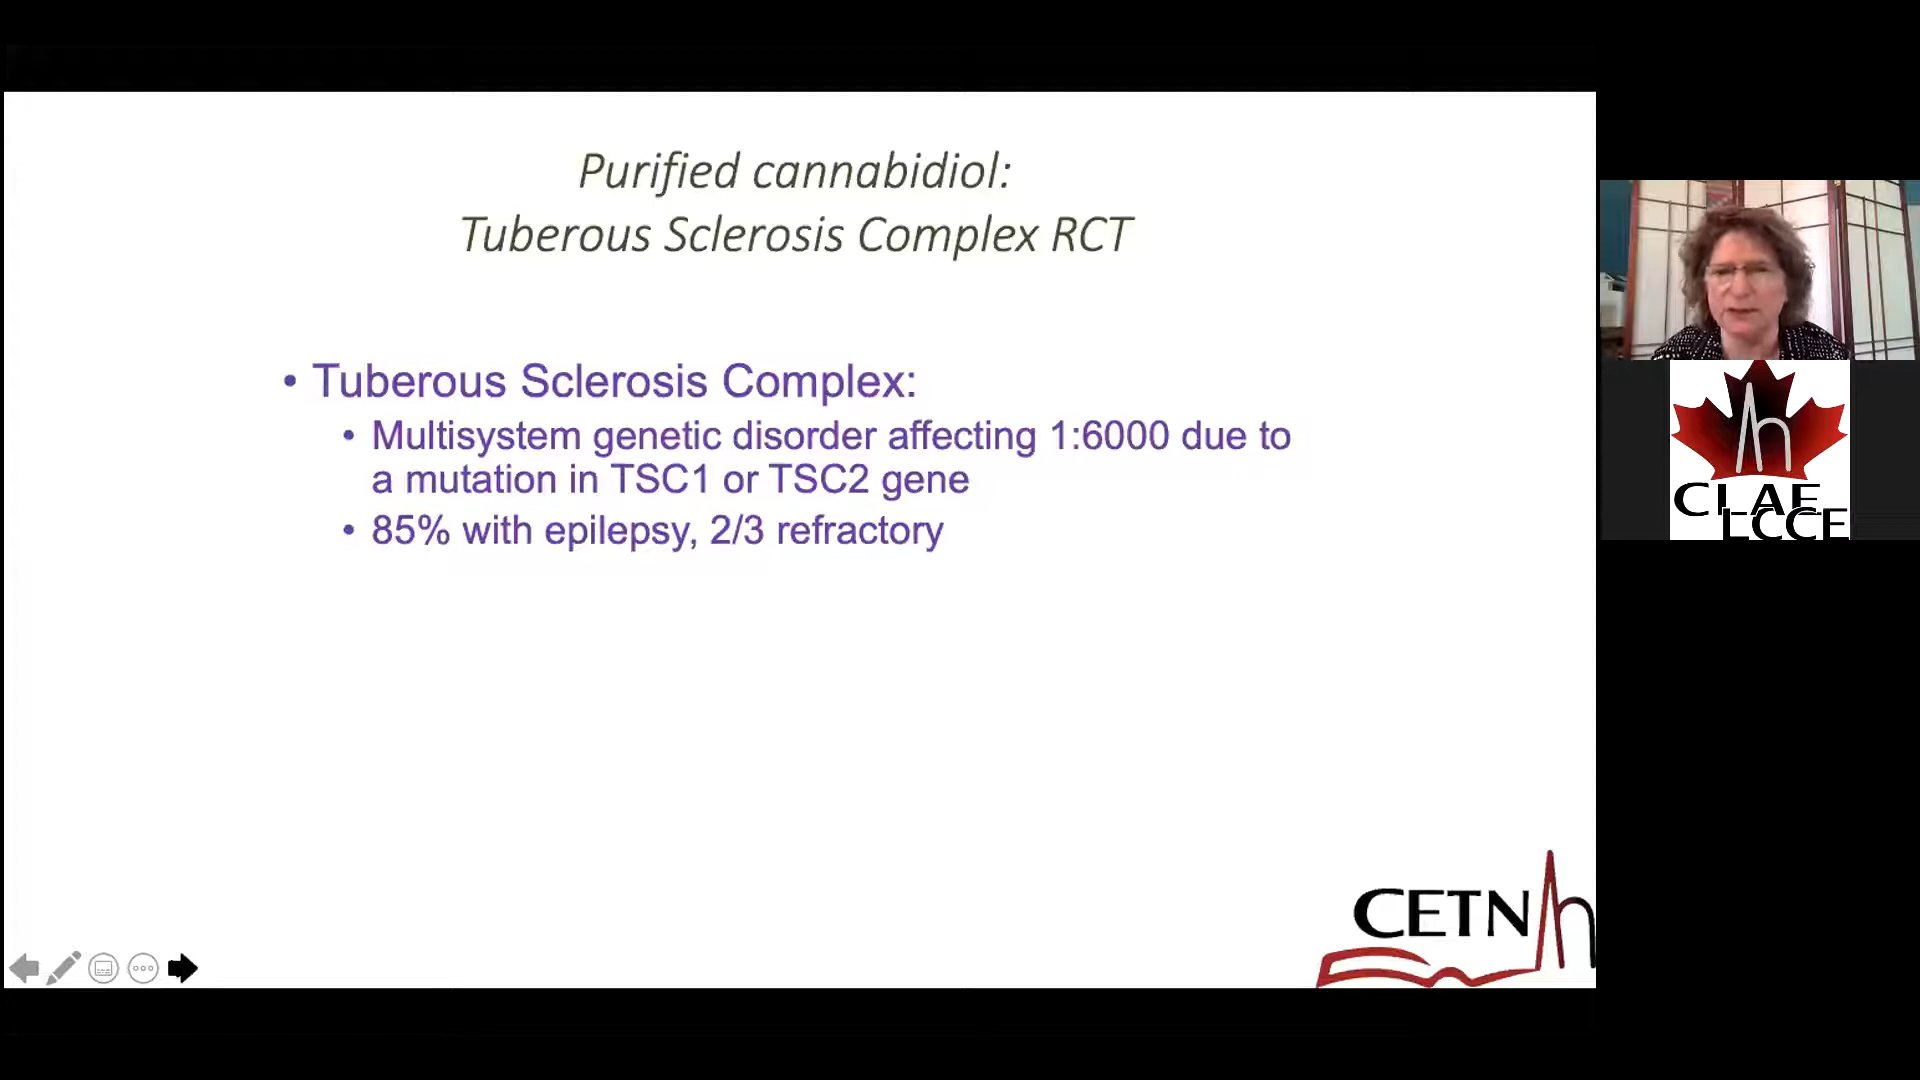 Purified cannabidiol:
Tuberous Sclerosis Complex RCT
• Tuberous Sclerosis Complex:
• Multisystem genetic disorder affecting 1:6000 due to
a mutation in TSC1 or TSC2 gene
• 85% with epilepsy, 2/3 refractory
CETN
CLAE
LCCE